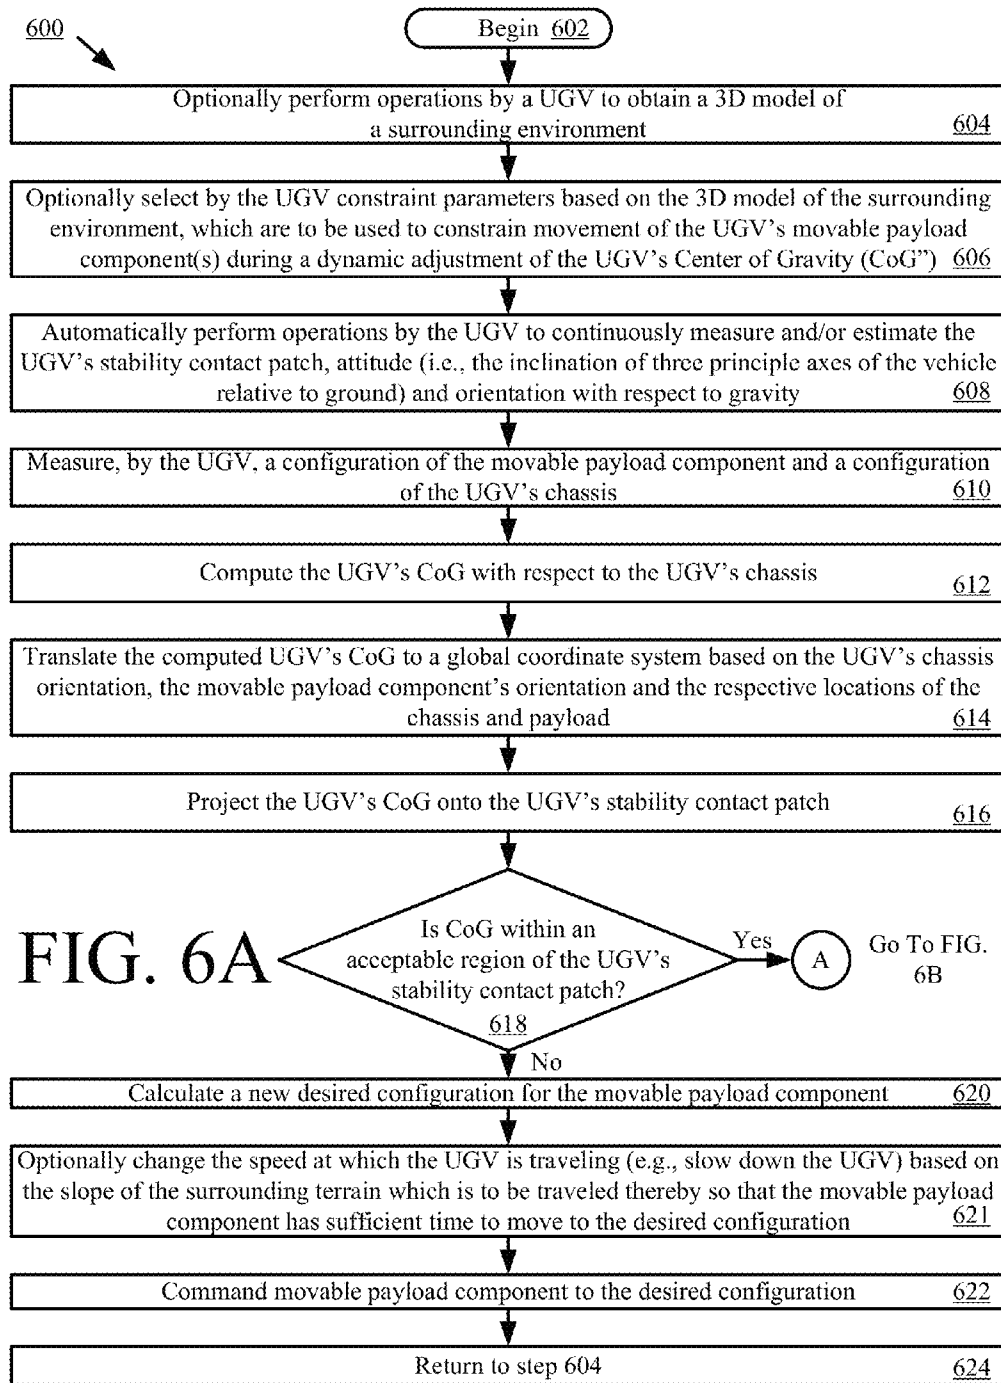 600
Begin 602
Optionally perform operations by a UGV to obtain a 3D model of
a surrounding environment
604
Optionally select by the UGV constraint parameters based on the 3D model of the surrounding
environment, which are to be used to constrain movement of the UGV's movable payload
component(s) during a dynamic adjustment of the UGV's Center of Gravity (CoG") 606
Automatically perform operations by the UGV to continuously measure and/or estimate the
UGV's stability contact patch, attitude (i.e., the inclination of three principle axes of the vehicle
relative to ground) and orientation with respect to gravity 608
Measure, by the UGV, a configuration of the movable payload component and a configuration
of the UGV's chassis 610
Compute the UGV's CoG with respect to the UGV's chassis 612
Translate the computed UGV's CoG to a global coordinate system based on the UGV's chassis
orientation, the movable payload component's orientation and the respective locations of the
chassis and payload 614
Project the UGV's CoG onto the UGV's stability contact patch 616
FIG. 6A
Is CoG within an
acceptable region of the UGV's
stability contact patch?
618
Yes
A
Go To FIG.
6B
No
Calculate a new desired configuration for the movable payload component 620
Optionally change the speed at which the UGV is traveling (e.g., slow down the UGV) based on
the slope of the surrounding terrain which is to be traveled thereby so that the movable payload
component has sufficient time to move to the desired configuration 621
Command movable payload component to the desired configuration 622
Return to step 604 624